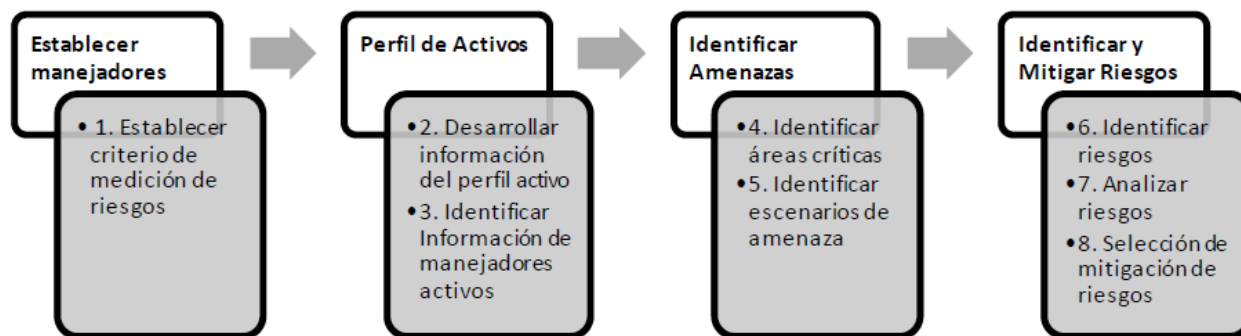 Establecer
manejadores
• 1. Establecer
criterio de
medición de
riesgos
Perfil de Activos
•2. Desarrollar
información
del perfil activo
•3. Identificar
Información de
manejadores
activos
Identificar
Amenazas
•4. Identificar
áreas críticas
•5. Identificar
escenarios de
amenaza
Identificar y
Mitigar Riesgos
•6. Identificar
riesgos
•7. Analizar
riesgos
•8. Selección de
mitigación de
riesgos